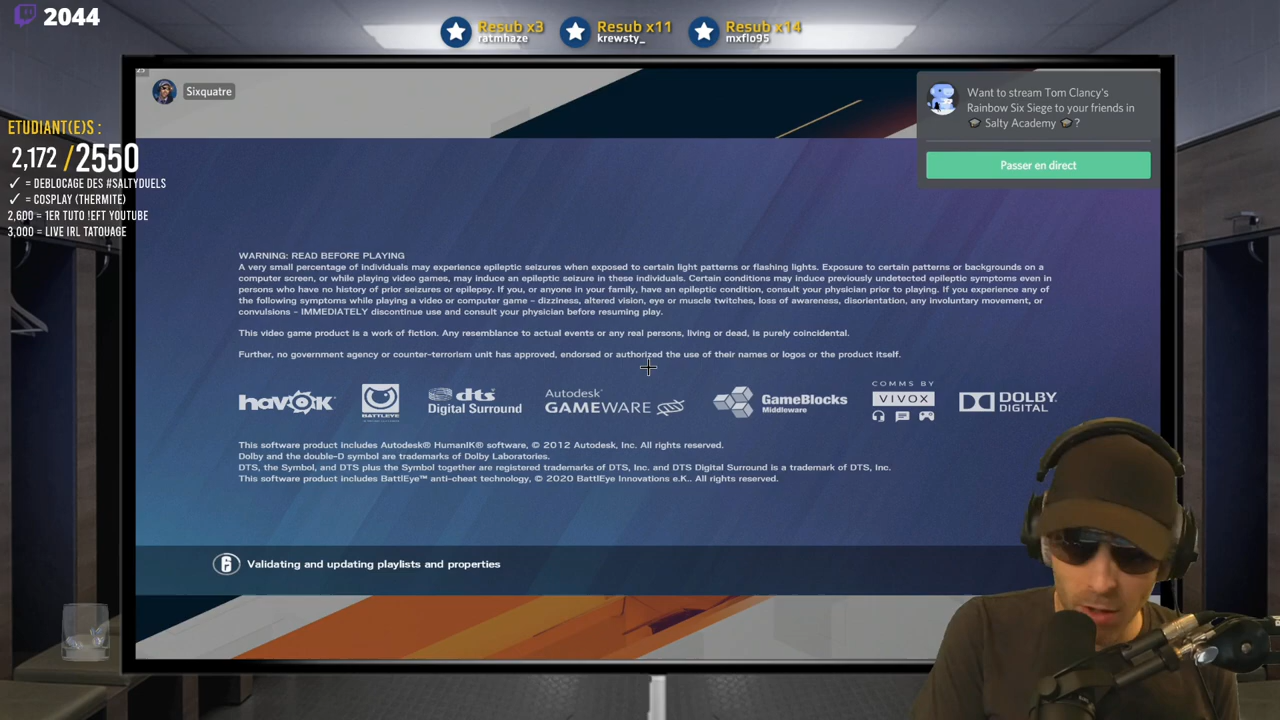 2044
Resub x3
ratmhaze
Resub x11
krewsty_
Resub x14
mxflo95
25
Sixquatre
Want to stream Tom Clancy's
Rainbow Six Siege to your friends in
Salty Academy ?
Passer en direct
ETUDIANT(E)S :
2,172 /2550
✓ = DEBLOCAGE DES #SALTYDUELS
✓ = COSPLAY (THERMITE)
2,600 = 1ER TUTO !EFT YOUTUBE
3,000 = LIVE IRL TATOUAGE
WARNING: READ BEFORE PLAYING
A very small percentage of individuals may experience epileptic seizures when exposed to certain light patterns or flashing lights. Exposure to certain patterns or backgrounds on a
computer screen, or while playing video games, may induce an epileptic seizure in these individuals. Certain conditions may induce previously undetected epileptic symptoms even in
persons who have no history of prior seizures or epilepsy. If you, or anyone in your family, have an epileptic condition, consult your physician prior to playing. If you experience any of
the following symptoms while playing a video or computer game - dizziness, altered vision, eye or muscle twitches, loss of awareness, disorientation, any involuntary movement, or
convulsions - IMMEDIATELY discontinue use and consult your physician before resuming play.
This video game product is a work of fiction. Any resemblance to actual events or any real persons, living or dead, is purely coincidental.
Further, no government agency or counter-terrorism unit has approved, endorsed or authorized the use of their names or logos or the product itself.
havok
BATTLEYE
dts
Digital Surround
Autodesk®
GAMEWARE
GameBlocks
Middleware
COMMS BY
VIVOX
DOLBY
DIGITAL
This software product includes Autodesk® HumanIK® software, © 2012 Autodesk, Inc. All rights reserved.
Dolby and the double-D symbol are trademarks of Dolby Laboratories.
DTS, the Symbol, and DTS plus the Symbol together are registered trademarks of DTS, Inc. and DTS Digital Surround is a trademark of DTS, Inc.
This software product includes BattlEye™ anti-cheat technology, © 2020 BattlEye Innovations e.K.. All rights reserved.
Validating and updating playlists and properties